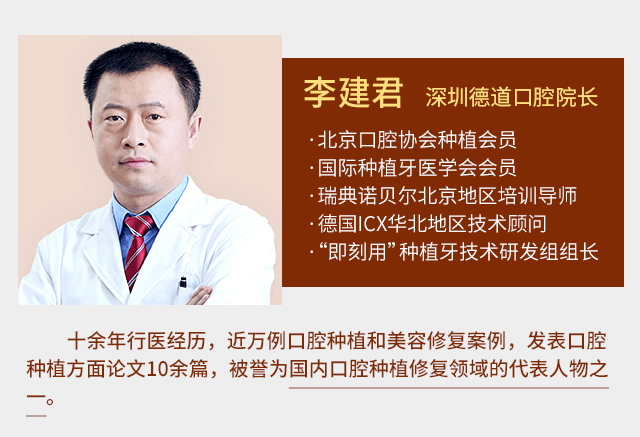 李建君 深圳德道口腔院长
·北京口腔协会种植会员
·国际种植牙医学会会员
·瑞典诺贝尔北京地区培训导师
·德国ICX华北地区技术顾问
·“即刻用”种植牙技术研发组组长
十余年行医经历，近万例口腔种植和美容修复案例，发表口腔
种植方面论文10余篇，被誉为国内口腔种植修复领域的代表人物之
一。